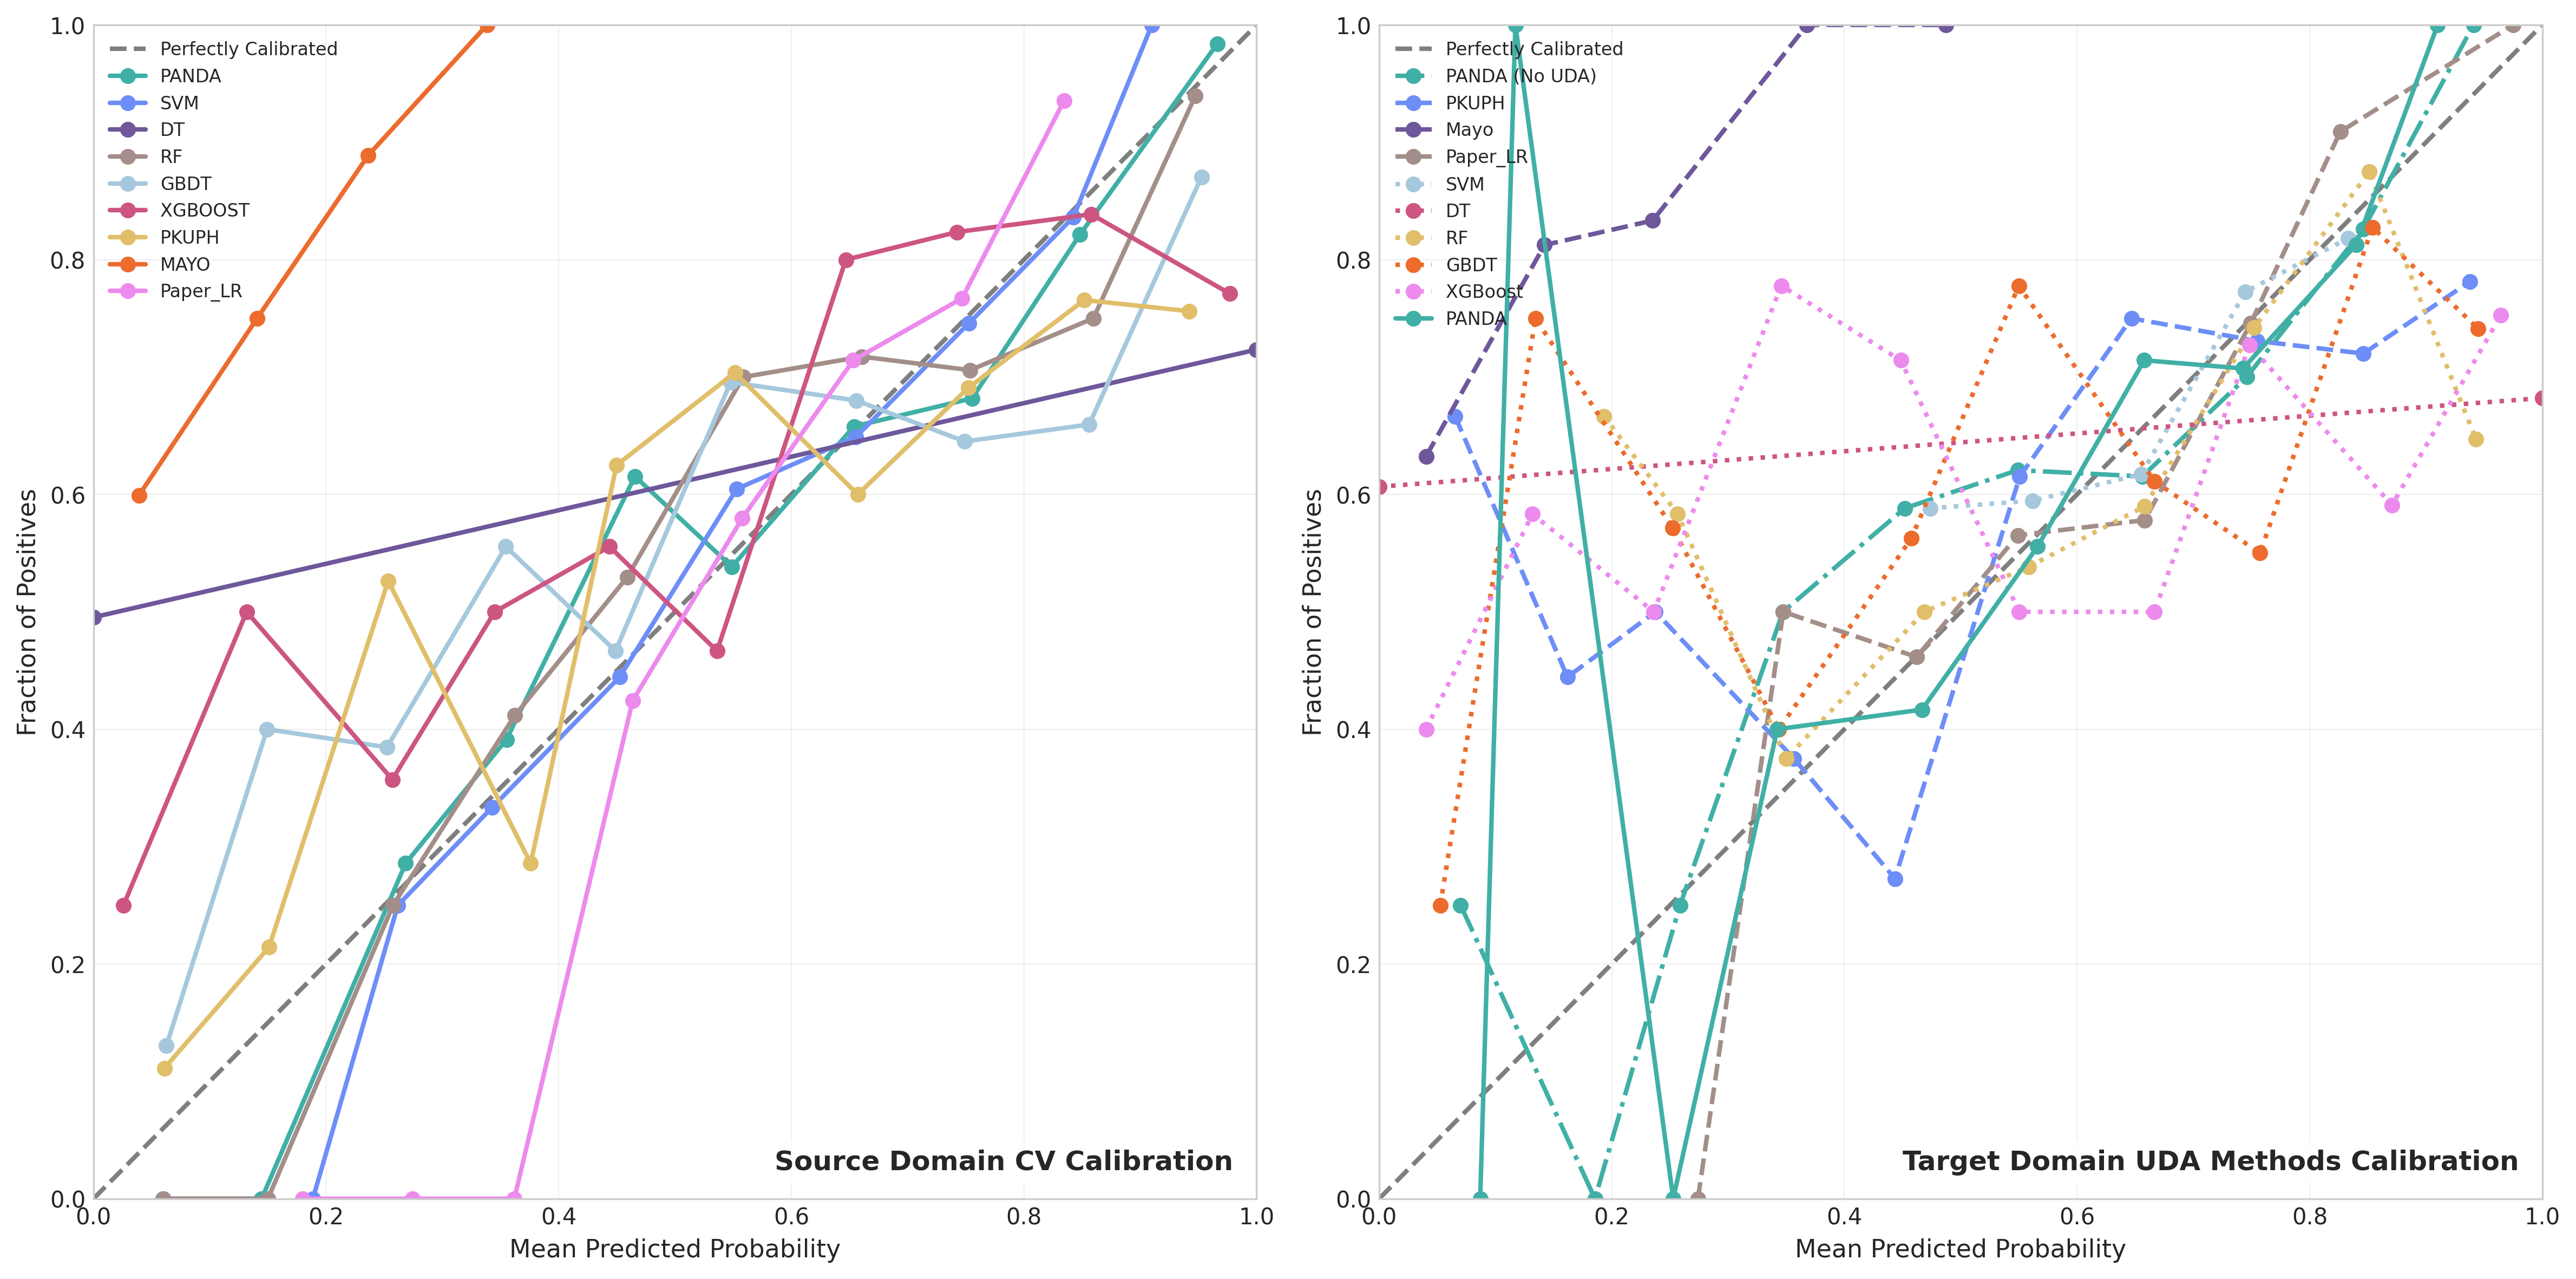 1.0
0.8
0.6
0.4
0.2
0.0
Fraction of Positives
Perfectly Calibrated
PANDA
SVM
DT
RF
GBDT
XGBOOST
PKUPH
MAYO
Paper_LR
Source Domain CV Calibration
0.0 0.2 0.4 0.6 0.8 1.0
Mean Predicted Probability
1.0
0.8
0.6
0.4
0.2
0.0
Fraction of Positives
Perfectly Calibrated
PANDA (No UDA)
PKUPH
Mayo
Paper_LR
SVM
DT
RF
GBDT
XGBoost
PANDA
Target Domain UDA Methods Calibration
0.0 0.2 0.4 0.6 0.8 1.0
Mean Predicted Probability